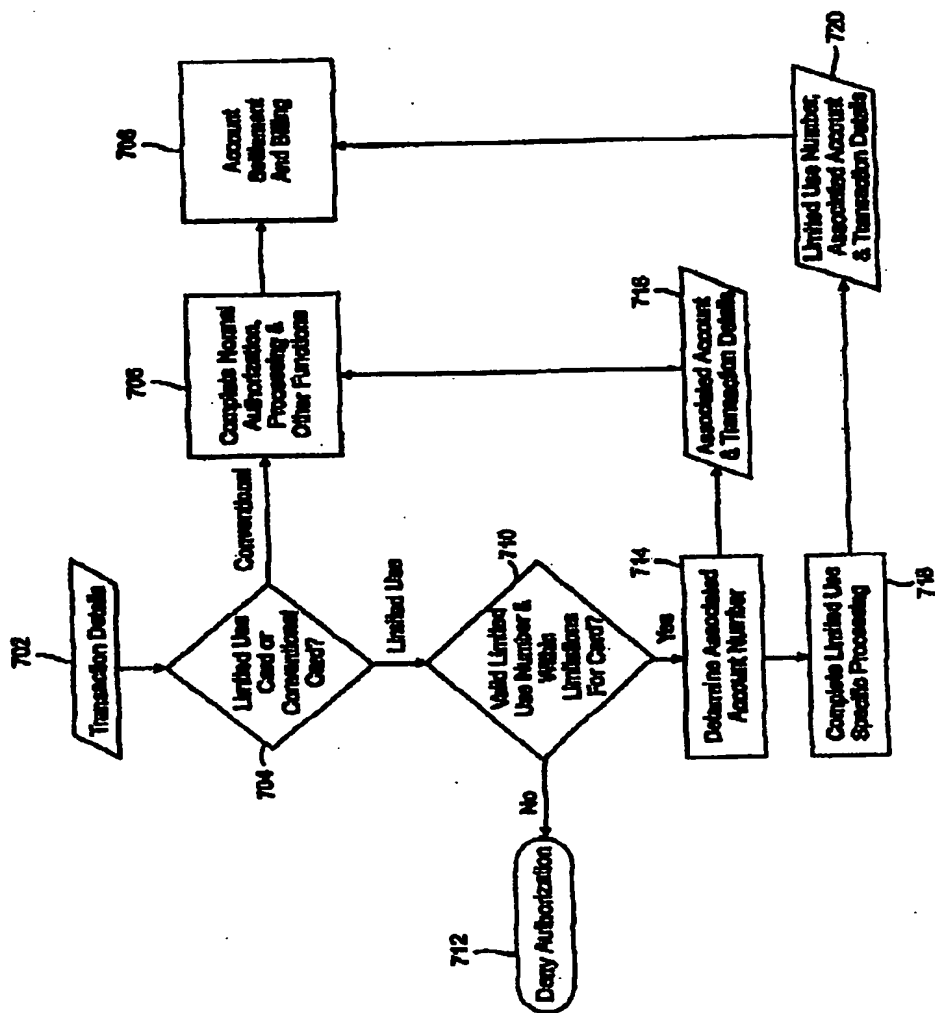 702
Transaction Details
704
Limited Use
Card or
Conventional
Card?
Conventional
706
Complete Normal
Authorization,
Processing &
Other Functions
708
Account
Settlement
And Billing
Limited Use
710
Valid Limited
Use Number &
Within
Limitations
For Card?
No
712
Deny Authorization
Yes
714
Determine Associated
Account Number
716
Associated Account
& Transaction Details
718
Complete Limited Use
Specific Processing
720
Limited Use Number,
Associated Account
& Transaction Details